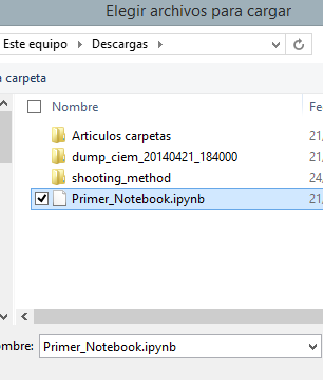 Elegir archivos para cargar
Este equipo Descargas
a carpeta
Nombre Fe
Articulos carpetas 21,
dump_ciem_20140421_184000 21,
shooting_method 24,
Primer_Notebook.ipynb 21,
ombre: Primer_Notebook.ipynb